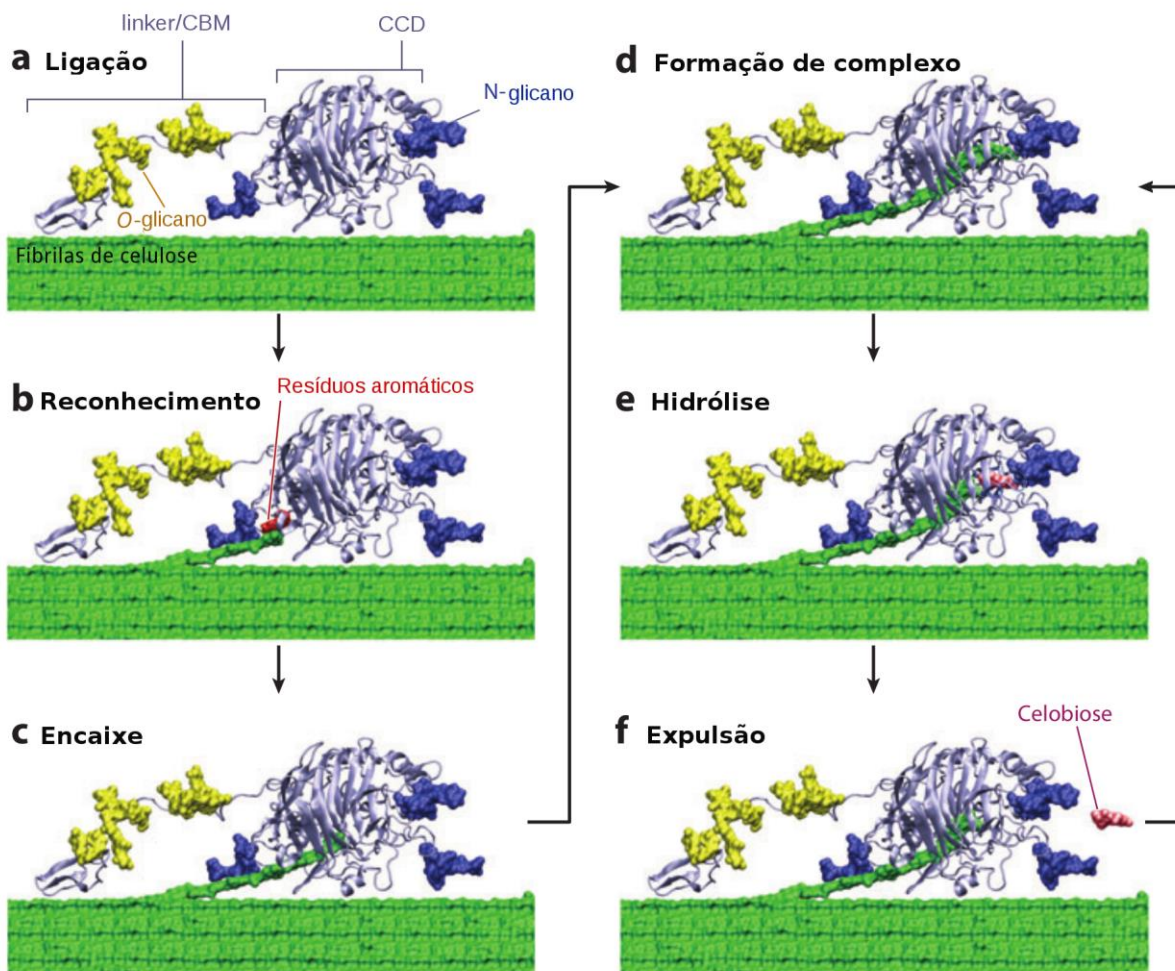 linker/CBM
CCD
a Ligação
N-glicano
O-glicano
Fibrilas de celulose
b Reconhecimento
Resíduos aromáticos
c Encaixe
d Formação de complexo
e Hidrólise
f Expulsão
Celobiose